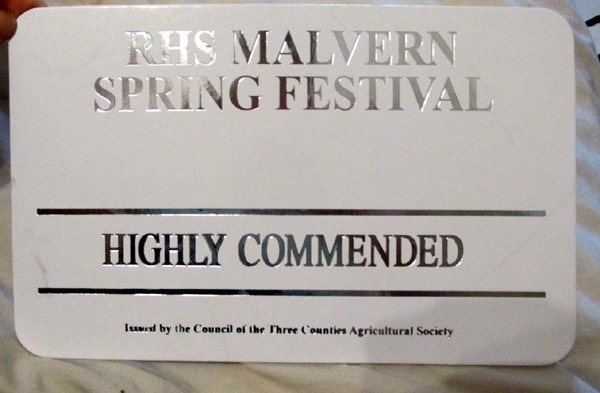 RHS MALVERN
SPRING FESTIVAL
HIGHLY COMMENDED
Issued by the Council of the Three Counties Agricultural Society